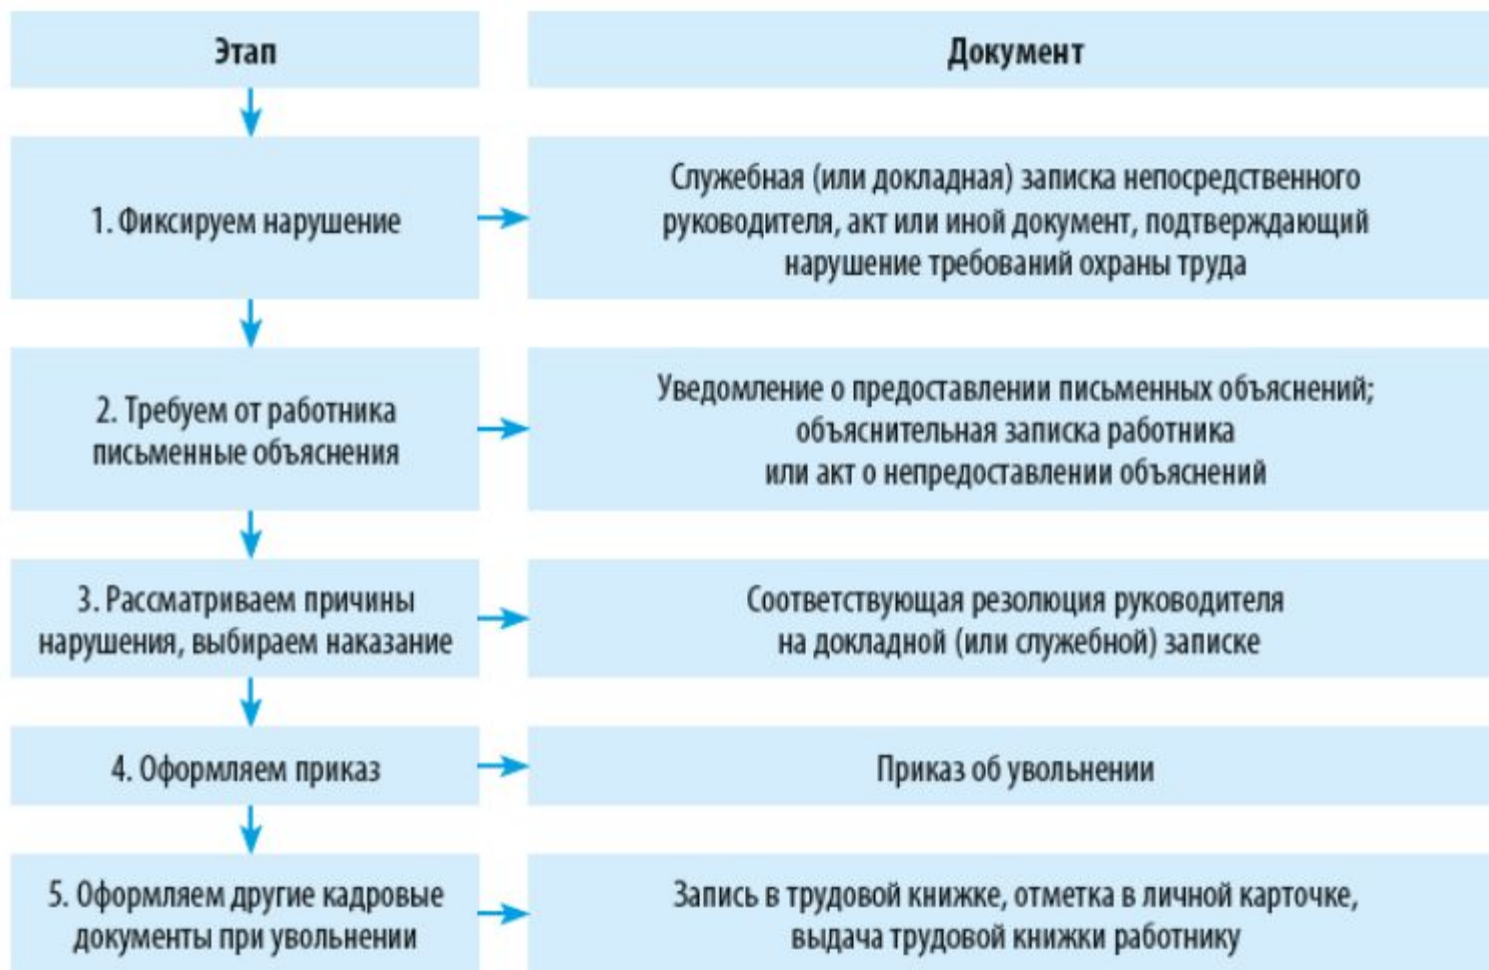 Этап
Документ
1. Фиксируем нарушение
Служебная (или докладная) записка непосредственного
руководителя, акт или иной документ, подтверждающий
нарушение требований охраны труда
2. Требуем от работника
письменные объяснения
Уведомление о предоставлении письменных объяснений;
объяснительная записка работника
или акт о непредоставлении объяснений
3. Рассматриваем причины
нарушения, выбираем наказание
Соответствующая резолюция руководителя
на докладной (или служебной) записке
4. Оформляем приказ
Приказ об увольнении
5. Оформляем другие кадровые
документы при увольнении
Запись в трудовой книжке, отметка в личной карточке,
выдача трудовой книжки работнику